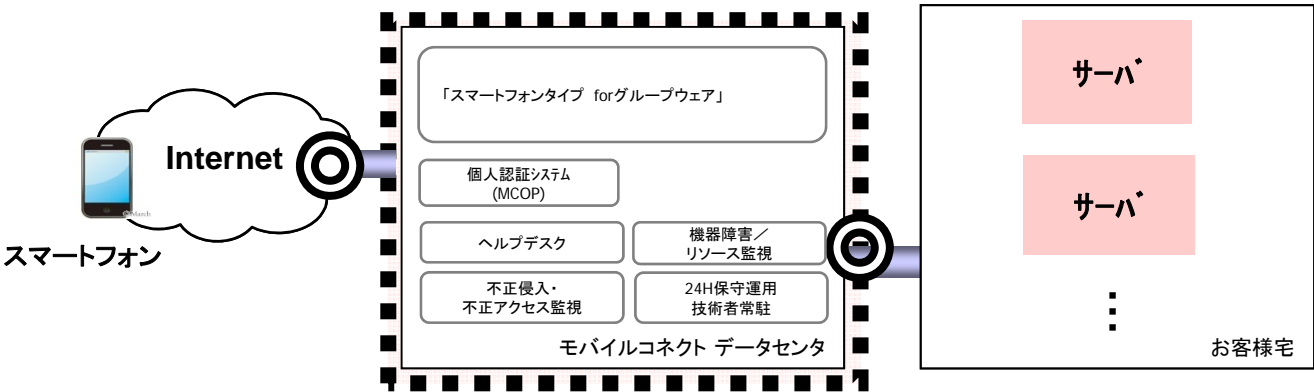 スマートフォン
Internet
©March
「スマートフォンタイプ forグループウェア」
個人認証システム
(MCOP)
ヘルプデスク
機器障害/
リソース監視
不正侵入・
不正アクセス監視
24H保守運用
技術者常駐
モバイルコネクト データセンタ
サーバ
サーバ
お客様宅